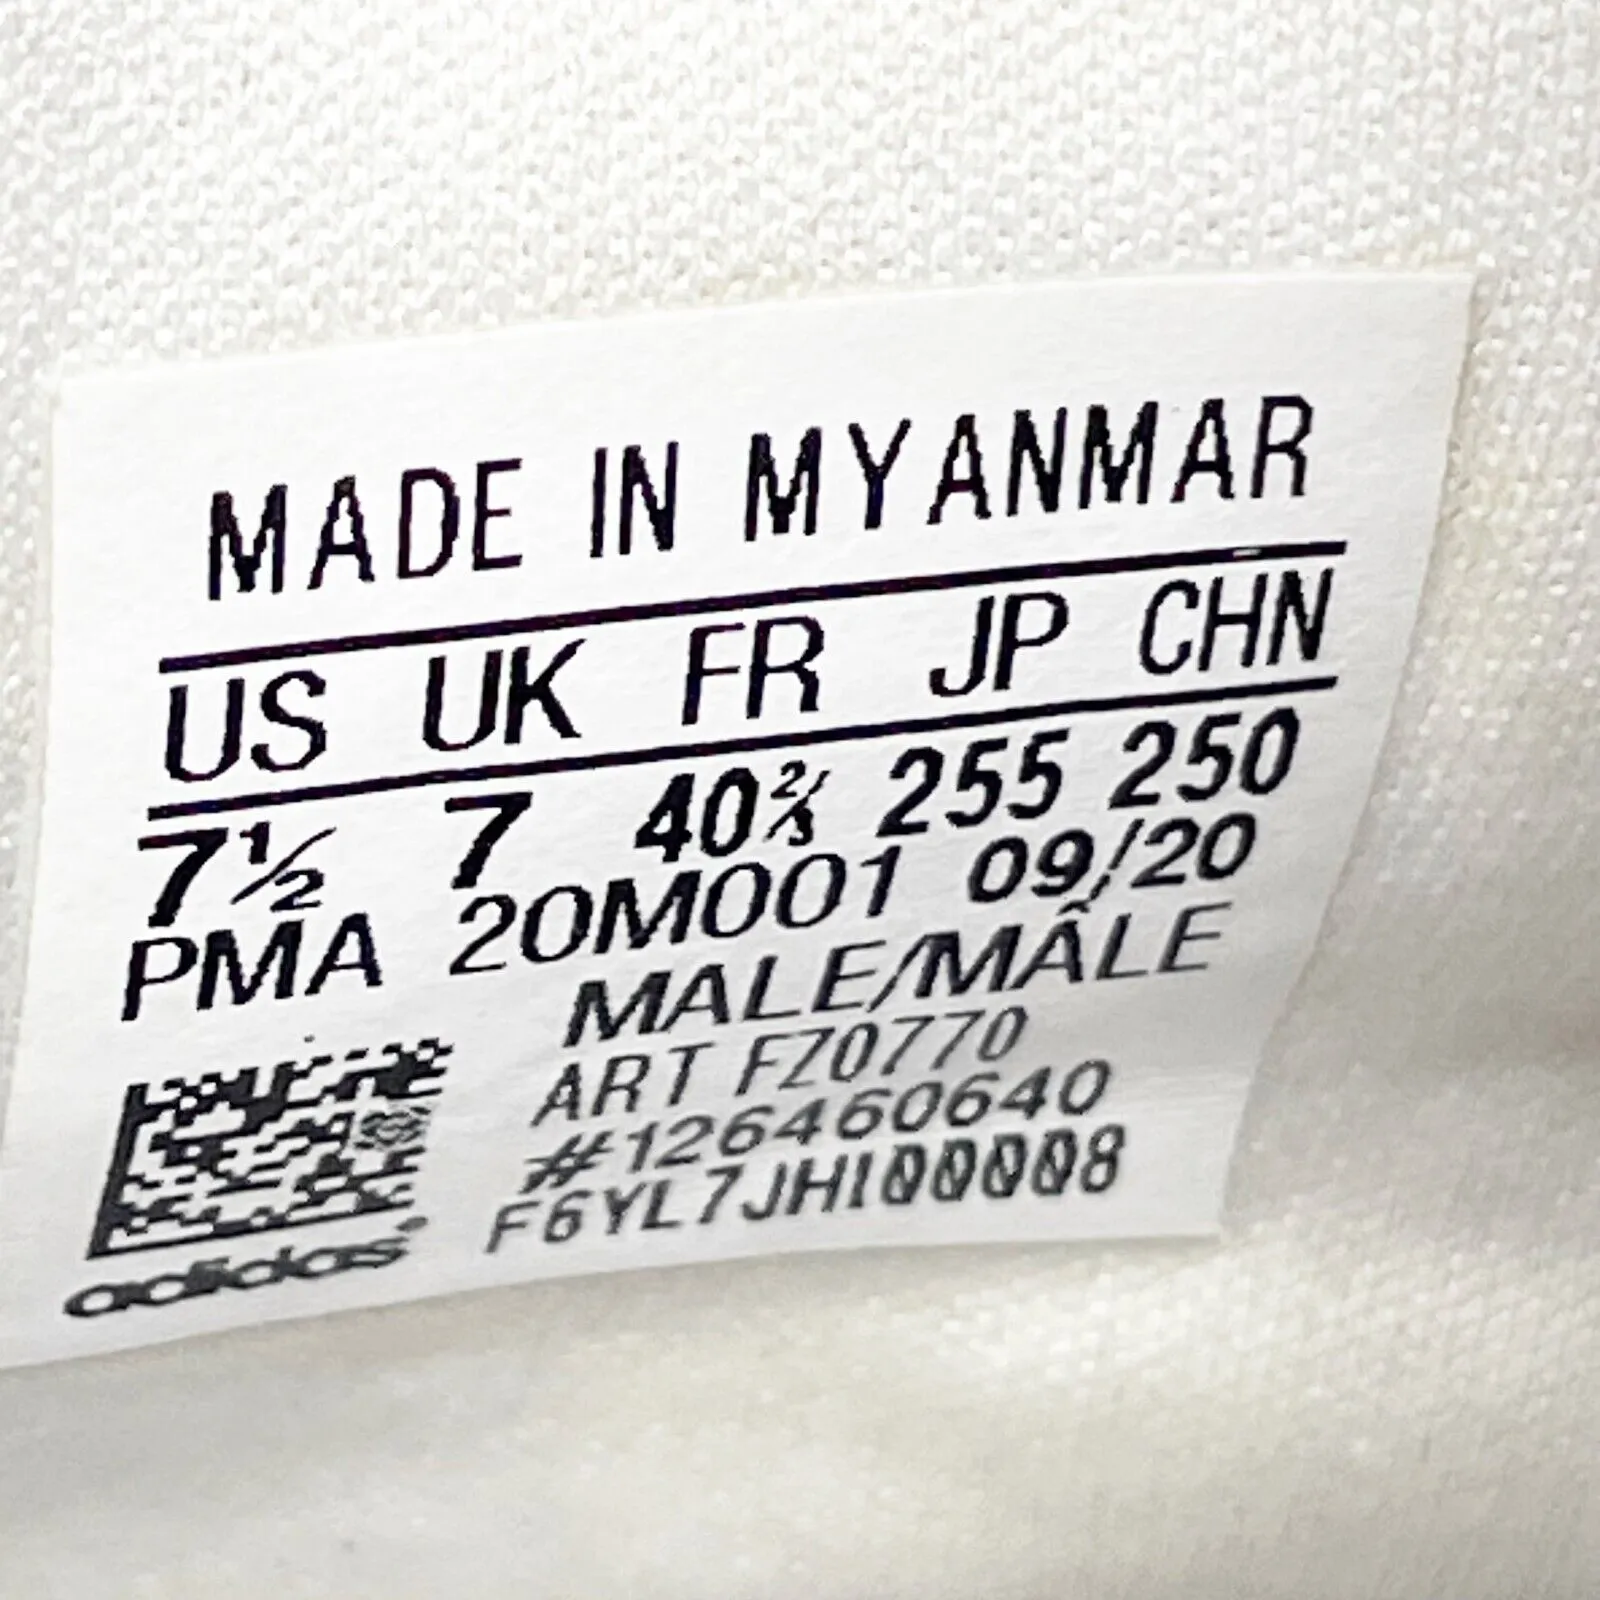 MADE IN MYANMAR
US UK FR JP CHN
7½ 7 40⅔ 255 250
PMA 20M001 09/20
MALE/MÂLE
ART FZ0770
#126460640
F6YL7JHI00008
adidas®